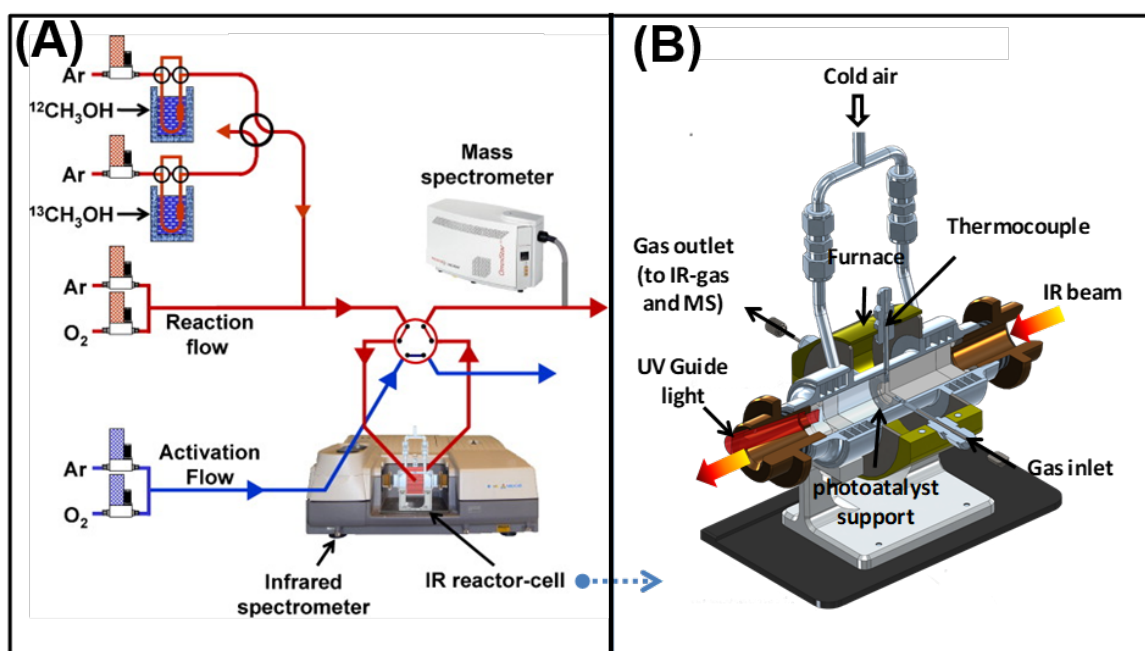 (A)
Ar
¹²CH₃OH
Ar
¹³CH₃OH
Ar
O₂
Reaction
flow
Mass
spectrometer
OmniStar
Ar
O₂
Activation
Flow
Infrared
spectrometer
IR reactor-cell
(B)
Cold air
Thermocouple
Gas outlet
(to IR-gas
and MS)
Furnace
IR beam
UV Guide
light
Gas inlet
photoatalyst
support